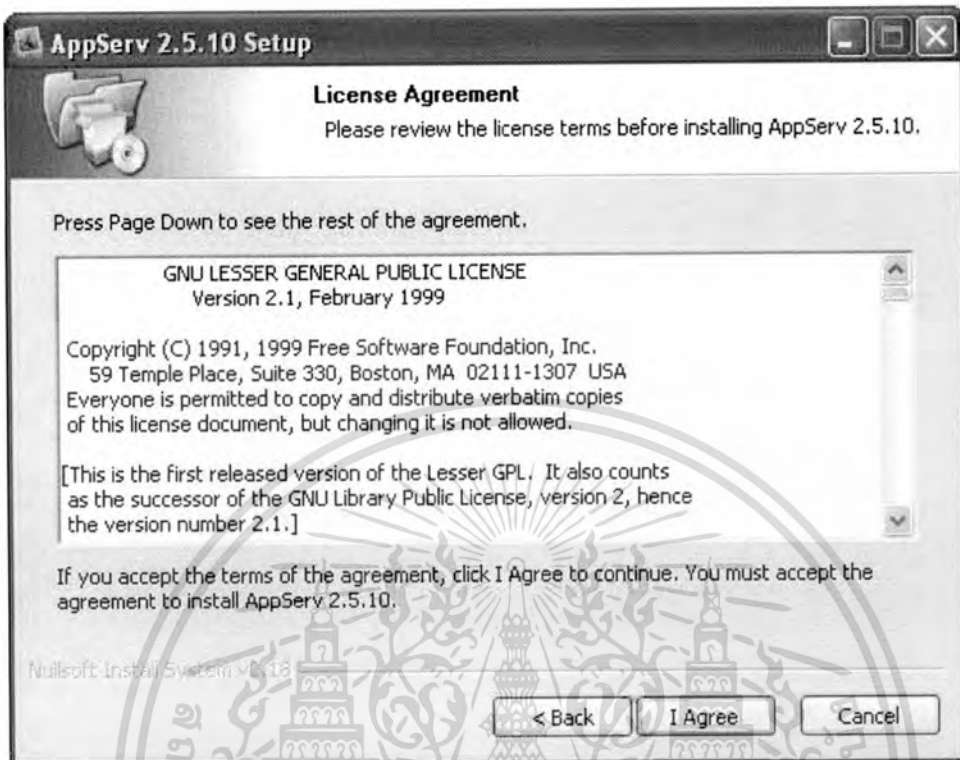 AppServ 2.5.10 Setup
License Agreement
Please review the license terms before installing AppServ 2.5.10.
Press Page Down to see the rest of the agreement.
GNU LESSER GENERAL PUBLIC LICENSE
Version 2.1, February 1999
Copyright (C) 1991, 1999 Free Software Foundation, Inc.
59 Temple Place, Suite 330, Boston, MA 02111-1307 USA
Everyone is permitted to copy and distribute verbatim copies
of this license document, but changing it is not allowed.
[This is the first released version of the Lesser GPL. It also counts
as the successor of the GNU Library Public License, version 2, hence
the version number 2.1.]
If you accept the terms of the agreement, click I Agree to continue. You must accept the
agreement to install AppServ 2.5.10.
Nullsoft Install System
< Back
I Agree
Cancel